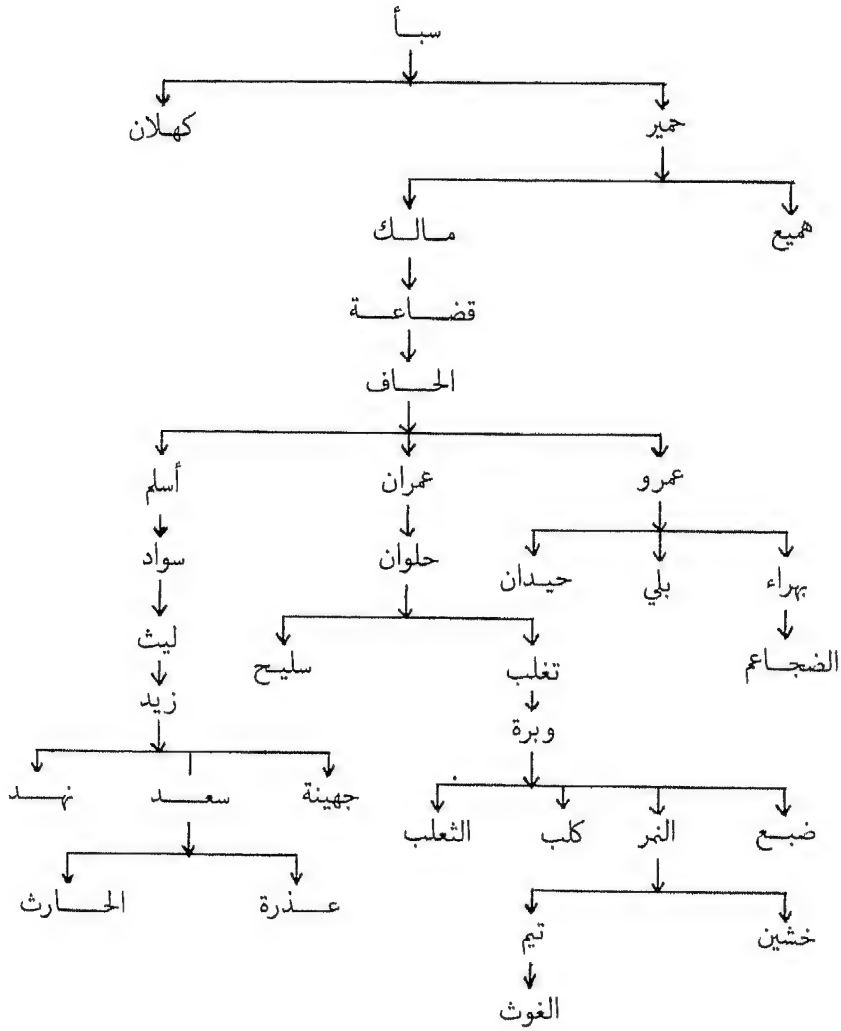 سبأ
حمير كهلان
هميع مالك
قضاعة
الحاف
عمرو عمران أسلم
بهراء بلي حيدان حلوان سواد
الضجاعم تغلب سليح ليث
وبرة زيد
جهينة سعد نهد
ضبع النمر كلب الثعلب
عذرة الحارث
خشين تيم
الغوث